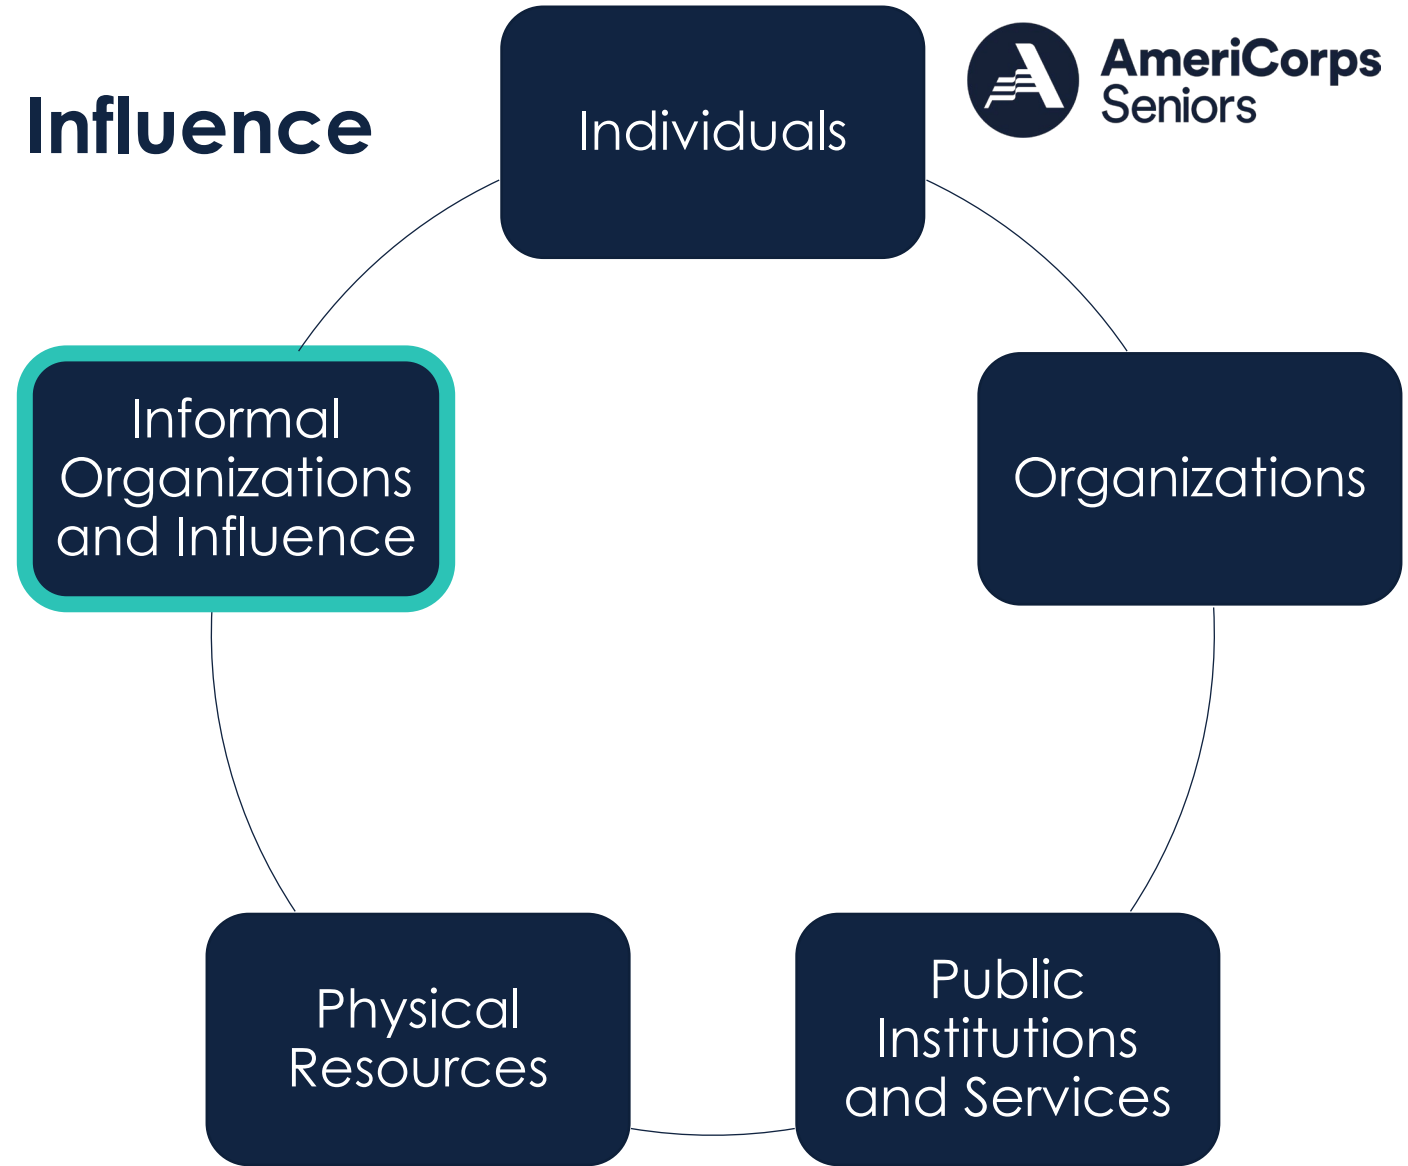 Influence
AmeriCorps
Seniors
Individuals
Informal
Organizations
and Influence
Organizations
Physical
Resources
Public
Institutions
and Services